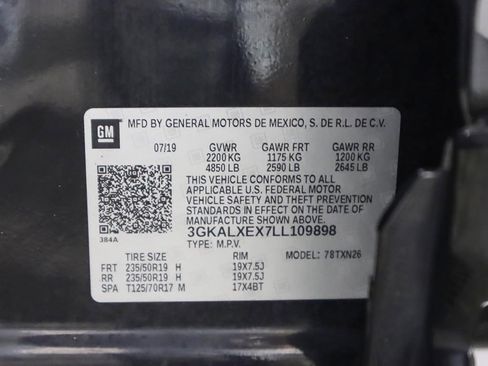 GM MFD BY GENERAL MOTORS DE MEXICO, S. DE R.L. DE C.V.
07/19 GVWR GAWR FRT GAWR RR
2200 KG 1175 KG 1200 KG
4850 LB 2590 LB 2645 LB
THIS VEHICLE CONFORMS TO ALL
APPLICABLE U.S. FEDERAL MOTOR
VEHICLE SAFETY AND THEFT PREVENTION
STANDARDS IN EFFECT ON THE DATE OF
MANUFACTURE SHOWN ABOVE.
384A 3GKALXEX7LL109898
TYPE: M.P.V. MODEL: 78TXN26
TIRE SIZE RIM
FRT 235/50R19 H 19X7.5J
RR 235/50R19 H 19X7.5J
SPA T125/70R17 M 17X4BT